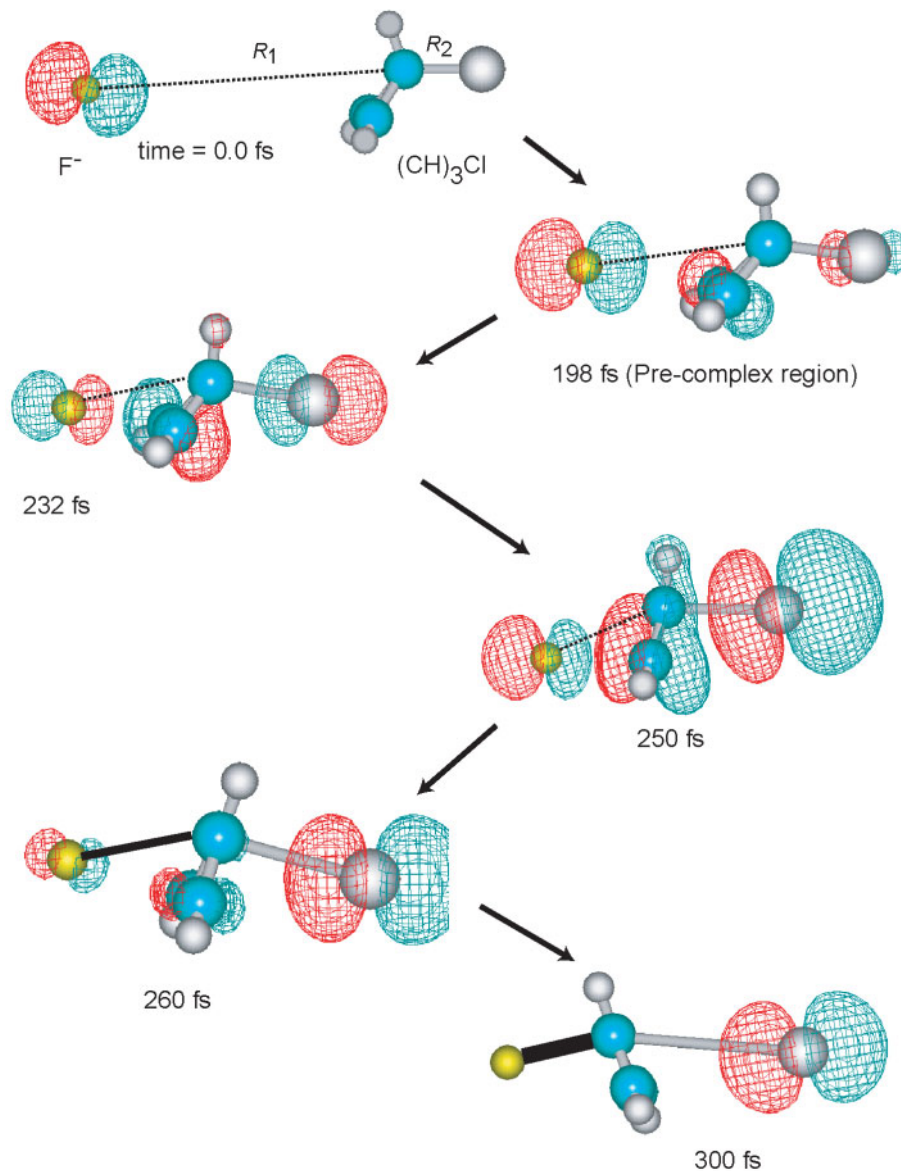 R₁
R₂
F⁻
time = 0.0 fs
(CH)₃Cl
198 fs (Pre-complex region)
232 fs
250 fs
260 fs
300 fs